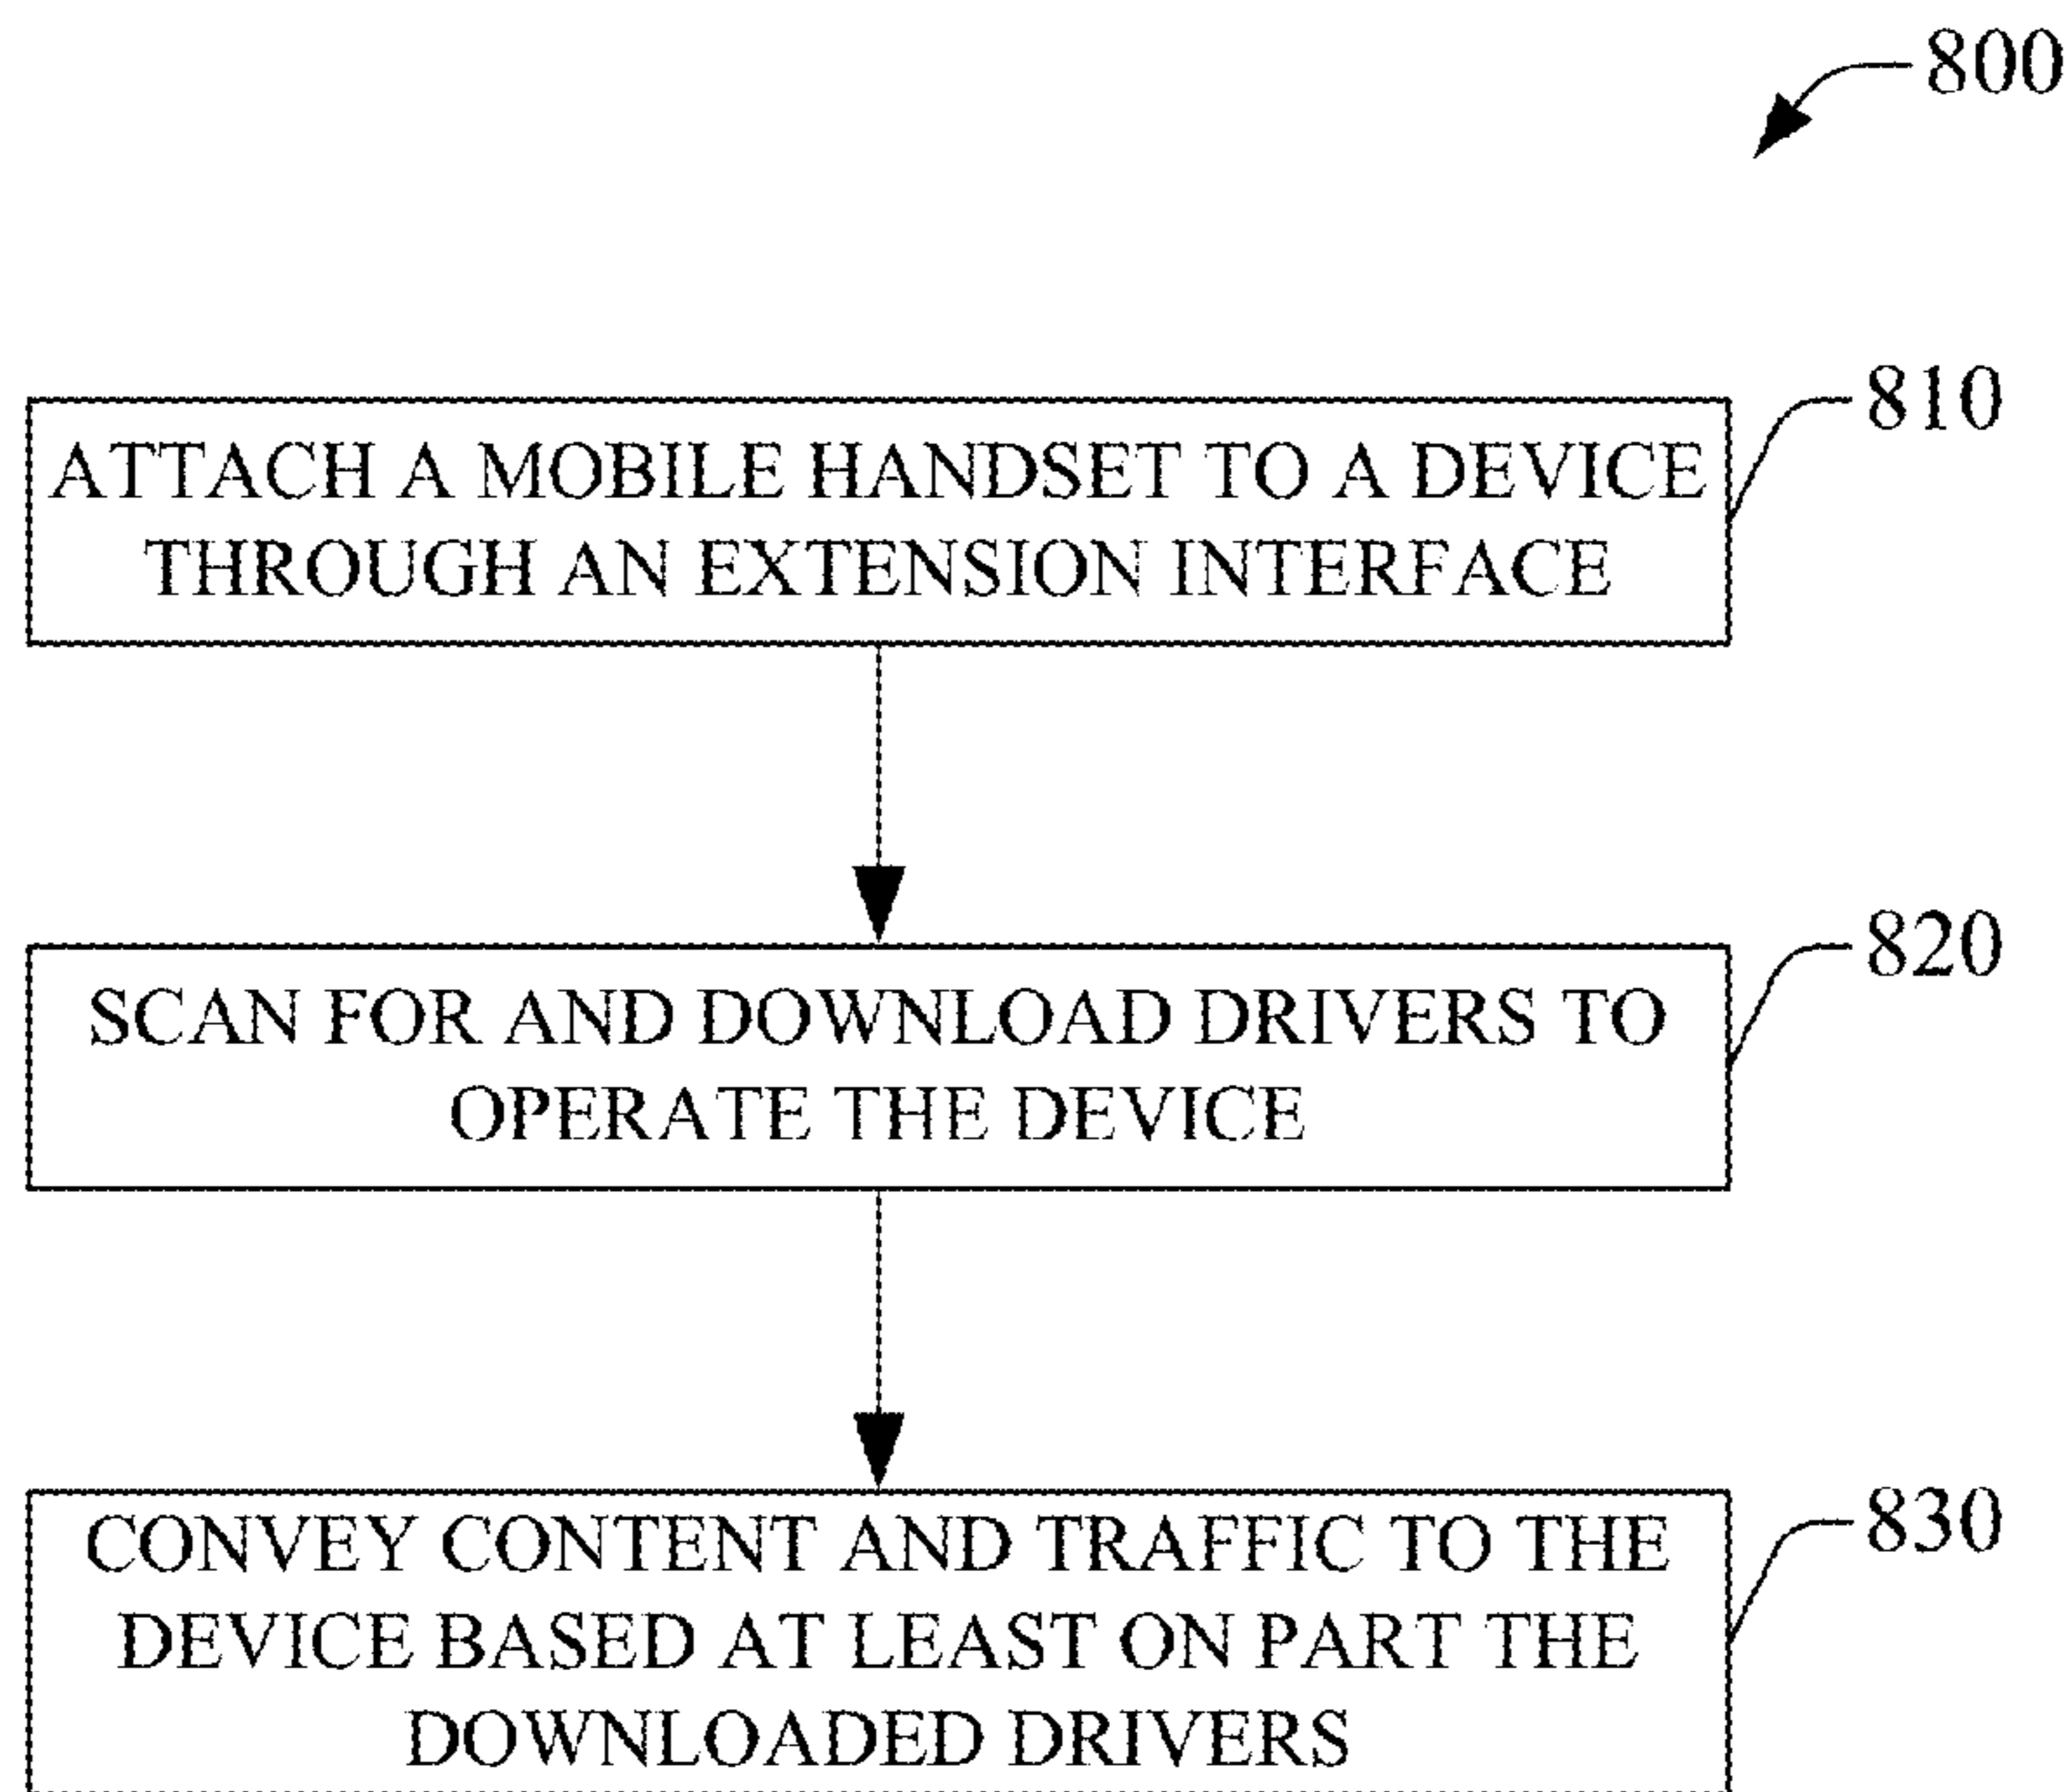 800
810
ATTACH A MOBILE HANDSET TO A DEVICE
THROUGH AN EXTENSION INTERFACE
820
SCAN FOR AND DOWNLOAD DRIVERS TO
OPERATE THE DEVICE
830
CONVEY CONTENT AND TRAFFIC TO THE
DEVICE BASED AT LEAST ON PART THE
DOWNLOADED DRIVERS